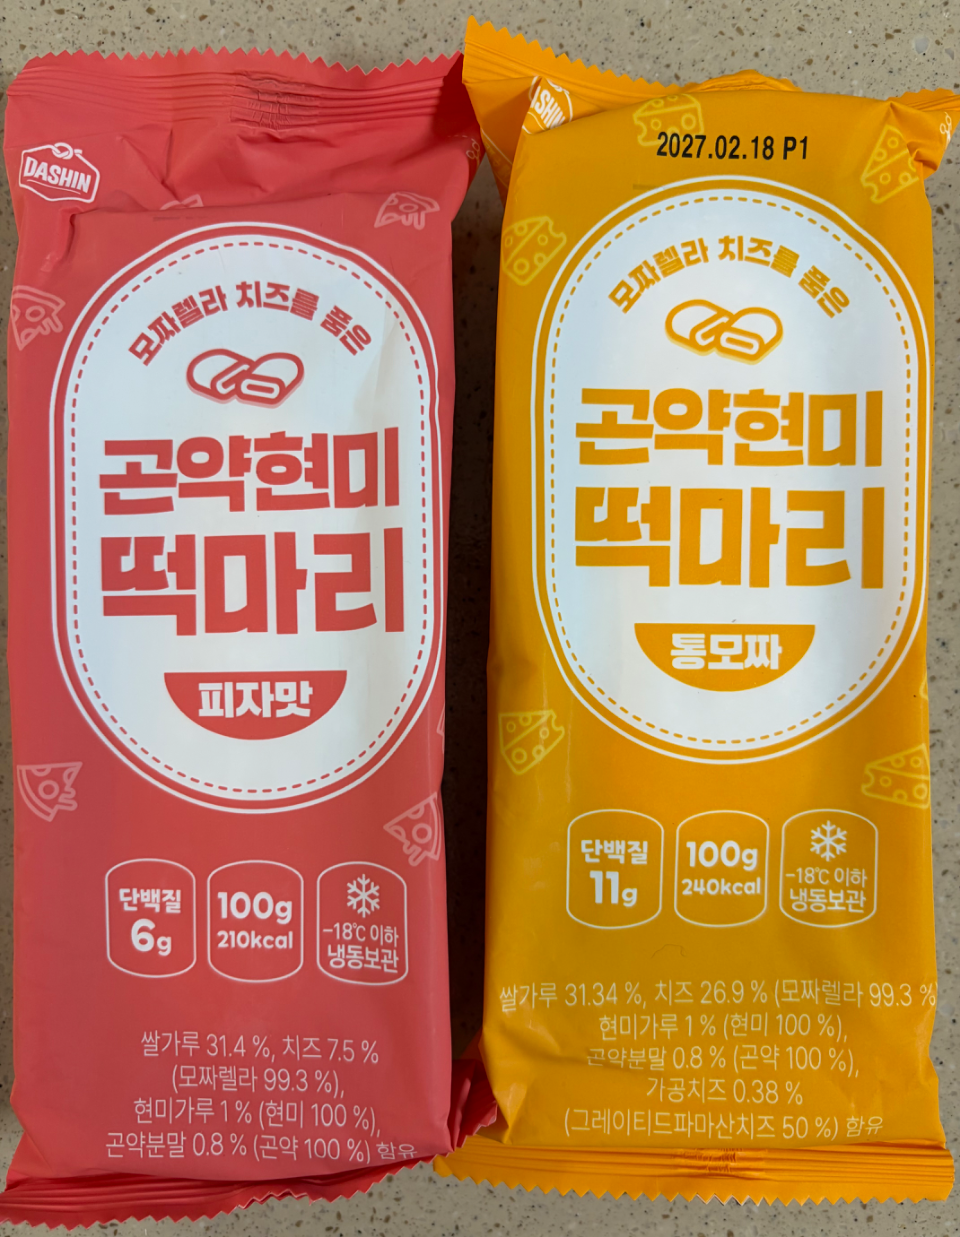 DASHIN
모짜렐라 치즈를 품은
곤약현미
떡마리
피자맛
단백질
6g
100g
210kcal
-18℃ 이하
냉동보관
쌀가루 31.4 %, 치즈 7.5 %
(모짜렐라 99.3 %),
현미가루 1 % (현미 100 %),
곤약분말 0.8 % (곤약 100 %) 함유
2027.02.18 P1
모짜렐라 치즈를 품은
곤약현미
떡마리
통모짜
단백질
11g
100g
240kcal
-18℃ 이하
냉동보관
쌀가루 31.34 %, 치즈 26.9 % (모짜렐라 99.3 %
현미가루 1 % (현미 100 %),
곤약분말 0.8 % (곤약 100 %),
가공치즈 0.38 %
(그레이티드파마산치즈 50 %) 함유